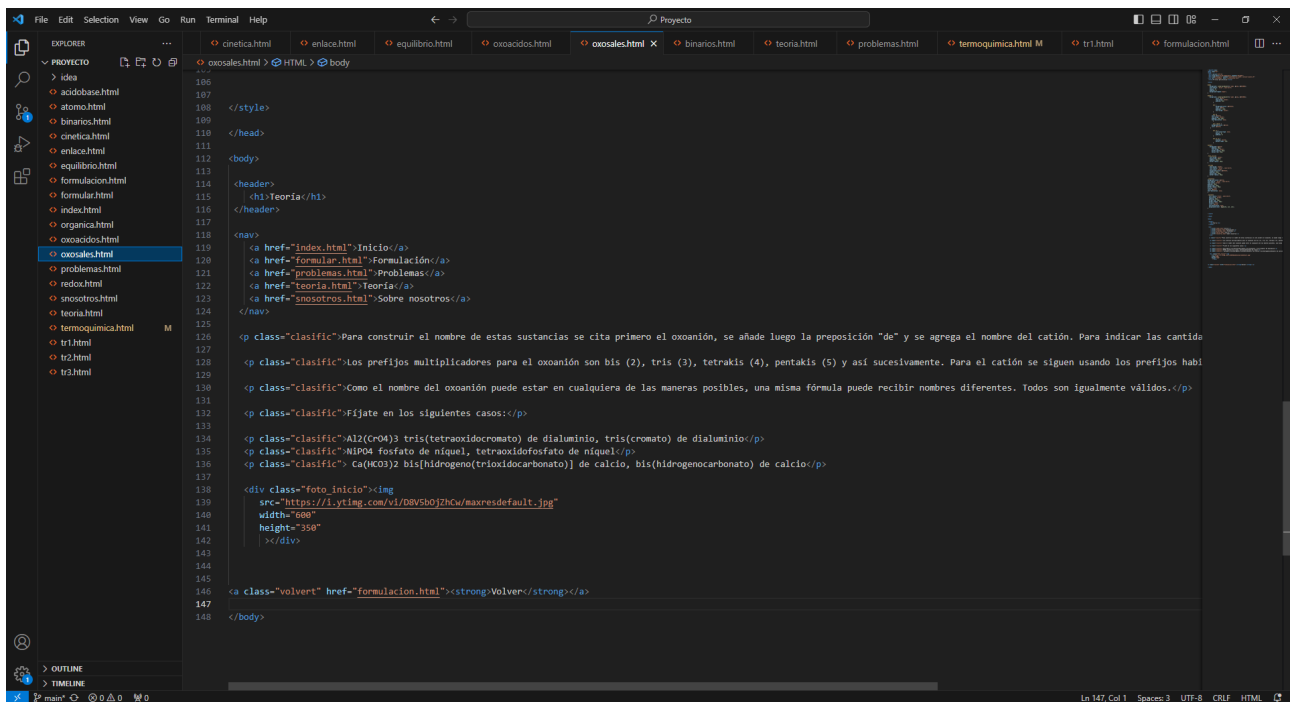 File Edit Selection View Go Run Terminal Help
Proyecto
EXPLORER
cinetica.html enlace.html equilibrio.html oxoacidos.html oxosales.html binarios.html teoria.html problemas.html termoquimica.html M tr1.html formulacion.html
PROYECTO
oxosales.html > HTML > body
idea
acidobase.html
atomo.html
binarios.html
cinetica.html
enlace.html
equilibrio.html
formulacion.html
formular.html
index.html
organica.html
oxoacidos.html
oxosales.html
problemas.html
redox.html
snosotros.html
teoria.html
termoquimica.html M
tr1.html
tr2.html
tr3.html
OUTLINE
TIMELINE
105
106
107
108 </style>
109
110 </head>
111
112 <body>
113
114 <header>
115 <h1>Teoría</h1>
116 </header>
117
118 <nav>
119 <a href="index.html">Inicio</a>
120 <a href="formular.html">Formulación</a>
121 <a href="problemas.html">Problemas</a>
122 <a href="teoria.html">Teoría</a>
123 <a href="snosotros.html">Sobre nosotros</a>
124 </nav>
125
126 <p class="clasific">Para construir el nombre de estas sustancias se cita primero el oxoanión, se añade luego la preposición "de" y se agrega el nombre del catión. Para indicar las cantida
127
128 <p class="clasific">Los prefijos multiplicadores para el oxoanión son bis (2), tris (3), tetrakis (4), pentakis (5) y así sucesivamente. Para el catión se siguen usando los prefijos habi
129
130 <p class="clasific">Como el nombre del oxoanión puede estar en cualquiera de las maneras posibles, una misma fórmula puede recibir nombres diferentes. Todos son igualmente válidos.</p>
131
132 <p class="clasific">Fíjate en los siguientes casos:</p>
133
134 <p class="clasific">Al2(CrO4)3 tris(tetraoxidocromato) de dialuminio, tris(cromato) de dialuminio</p>
135 <p class="clasific">NiPO4 fosfato de níquel, tetraoxidofosfato de níquel</p>
136 <p class="clasific"> Ca(HCO3)2 bis[hidrogeno(trioxidocarbonato)] de calcio, bis(hidrogenocarbonato) de calcio</p>
137
138 <div class="foto_inicio"><img
139 src="https://i.ytimg.com/vi/D8VSbOjZhCw/maxresdefault.jpg"
140 width="600"
141 height="350"
142 ></div>
143
144
145
146 <a class="volvert" href="formulacion.html"><strong>Volver</strong></a>
147
148 </body>
main* 0 0 0 Ln 147, Col 1 Spaces: 3 UTF-8 CRLF HTML